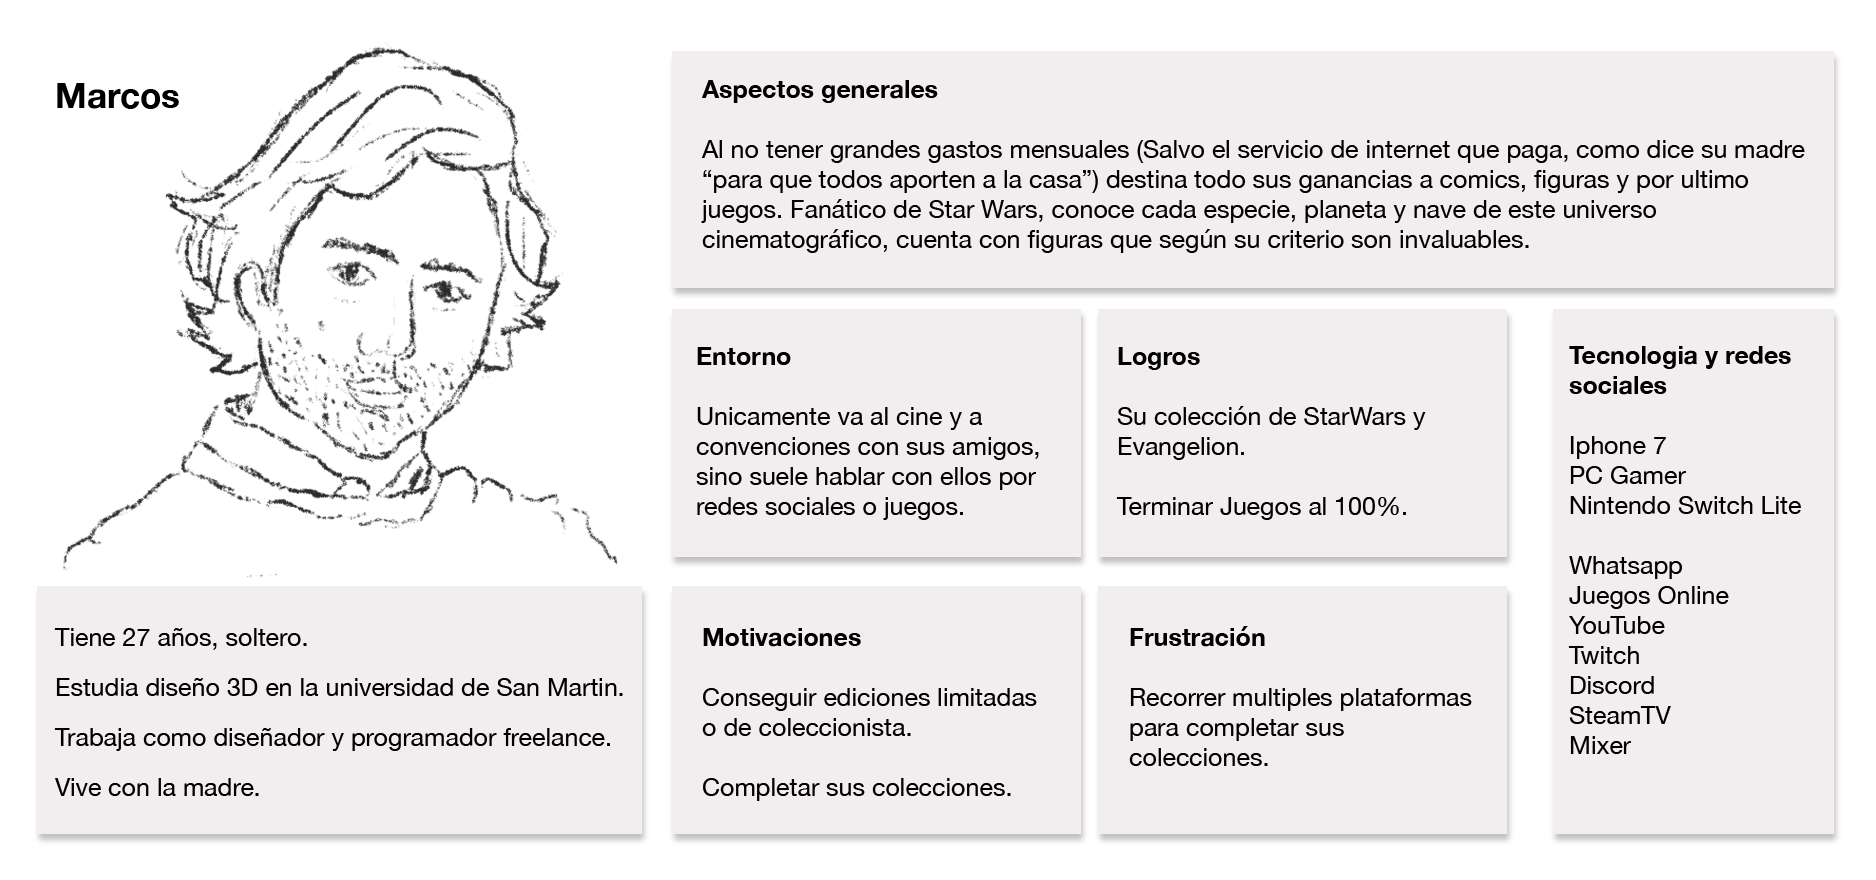 Marcos
Tiene 27 años, soltero.
Estudia diseño 3D en la universidad de San Martin.
Trabaja como diseñador y programador freelance.
Vive con la madre.
Aspectos generales
Al no tener grandes gastos mensuales (Salvo el servicio de internet que paga, como dice su madre
“para que todos aporten a la casa”) destina todo sus ganancias a comics, figuras y por ultimo
juegos. Fanático de Star Wars, conoce cada especie, planeta y nave de este universo
cinematográfico, cuenta con figuras que según su criterio son invaluables.
Entorno
Unicamente va al cine y a
convenciones con sus amigos,
sino suele hablar con ellos por
redes sociales o juegos.
Logros
Su colección de StarWars y
Evangelion.
Terminar Juegos al 100%.
Motivaciones
Conseguir ediciones limitadas
o de coleccionista.
Completar sus colecciones.
Frustración
Recorrer multiples plataformas
para completar sus
colecciones.
Tecnologia y redes
sociales
Iphone 7
PC Gamer
Nintendo Switch Lite
Whatsapp
Juegos Online
YouTube
Twitch
Discord
SteamTV
Mixer